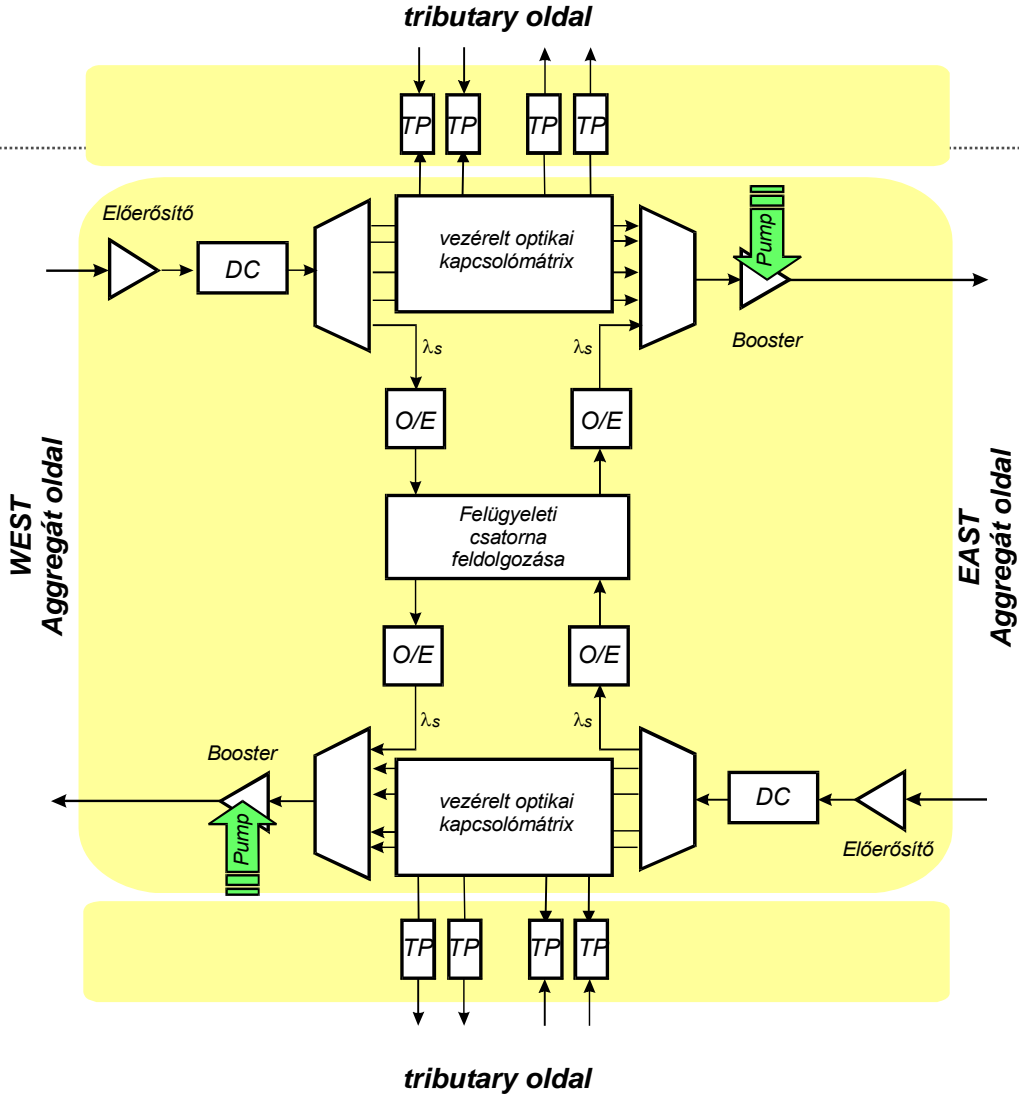 tributary oldal
TP TP TP TP
Előerősítő
DC
vezérelt optikai
kapcsolómátrix
Pump
Booster
λs λs
O/E O/E
WEST
Aggregát oldal
Felügyeleti
csatorna
feldolgozása
EAST
Aggregát oldal
O/E O/E
λs λs
Booster
Pump
vezérelt optikai
kapcsolómátrix
DC
Előerősítő
TP TP TP TP
tributary oldal